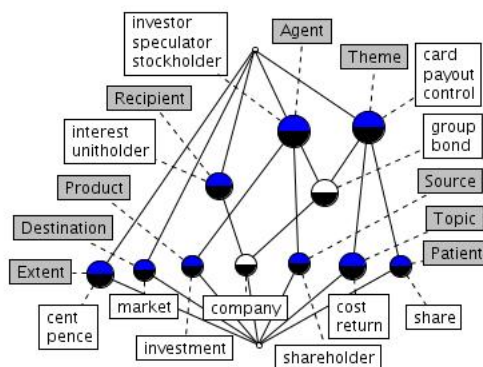 investor
speculator
stockholder
Agent
Theme
card
payout
control
Recipient
interest
unitholder
group
bond
Product
Source
Destination
Topic
Extent
Patient
cent
pence
market
company
cost
return
share
investment
shareholder